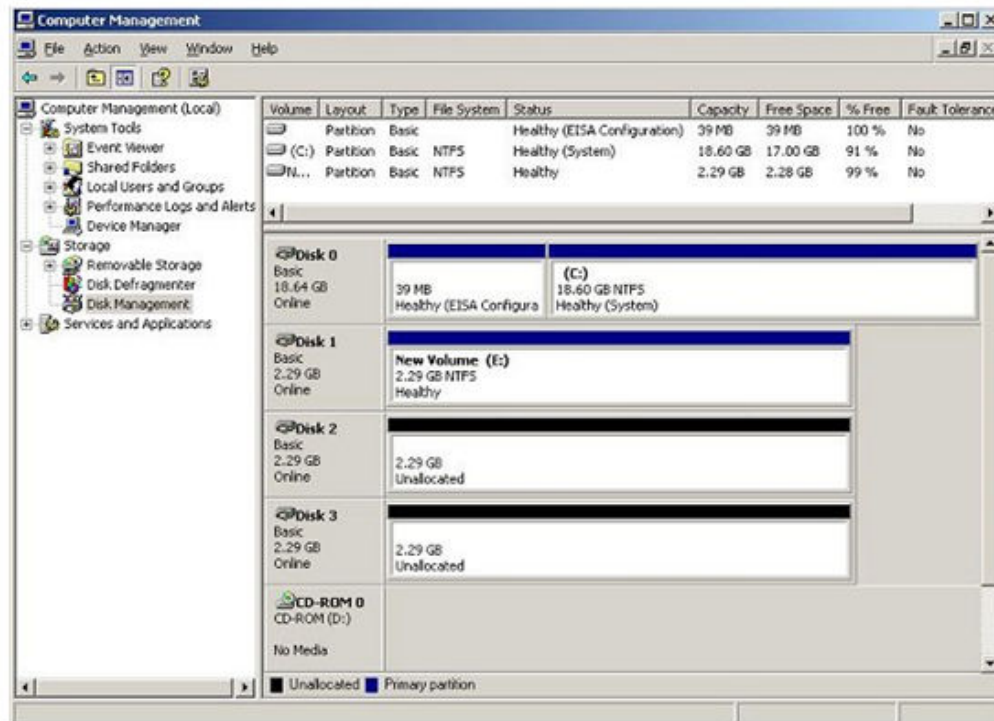 Computer Management
File Action View Window Help
Computer Management (Local)
System Tools
Event Viewer
Shared Folders
Local Users and Groups
Performance Logs and Alerts
Device Manager
Storage
Removable Storage
Disk Defragmenter
Disk Management
Services and Applications
Volume Layout Type File System Status Capacity Free Space % Free Fault Tolerance
Partition Basic Healthy (EISA Configuration) 39 MB 39 MB 100 % No
(C:) Partition Basic NTFS Healthy (System) 18.60 GB 17.00 GB 91 % No
N... Partition Basic NTFS Healthy 2.29 GB 2.28 GB 99 % No
Disk 0
Basic
18.64 GB
Online
39 MB
Healthy (EISA Configura
(C:)
18.60 GB NTFS
Healthy (System)
Disk 1
Basic
2.29 GB
Online
New Volume (E:)
2.29 GB NTFS
Healthy
Disk 2
Basic
2.29 GB
Online
2.29 GB
Unallocated
Disk 3
Basic
2.29 GB
Online
2.29 GB
Unallocated
CD-ROM 0
CD-ROM (D:)
No Media
Unallocated Primary partition